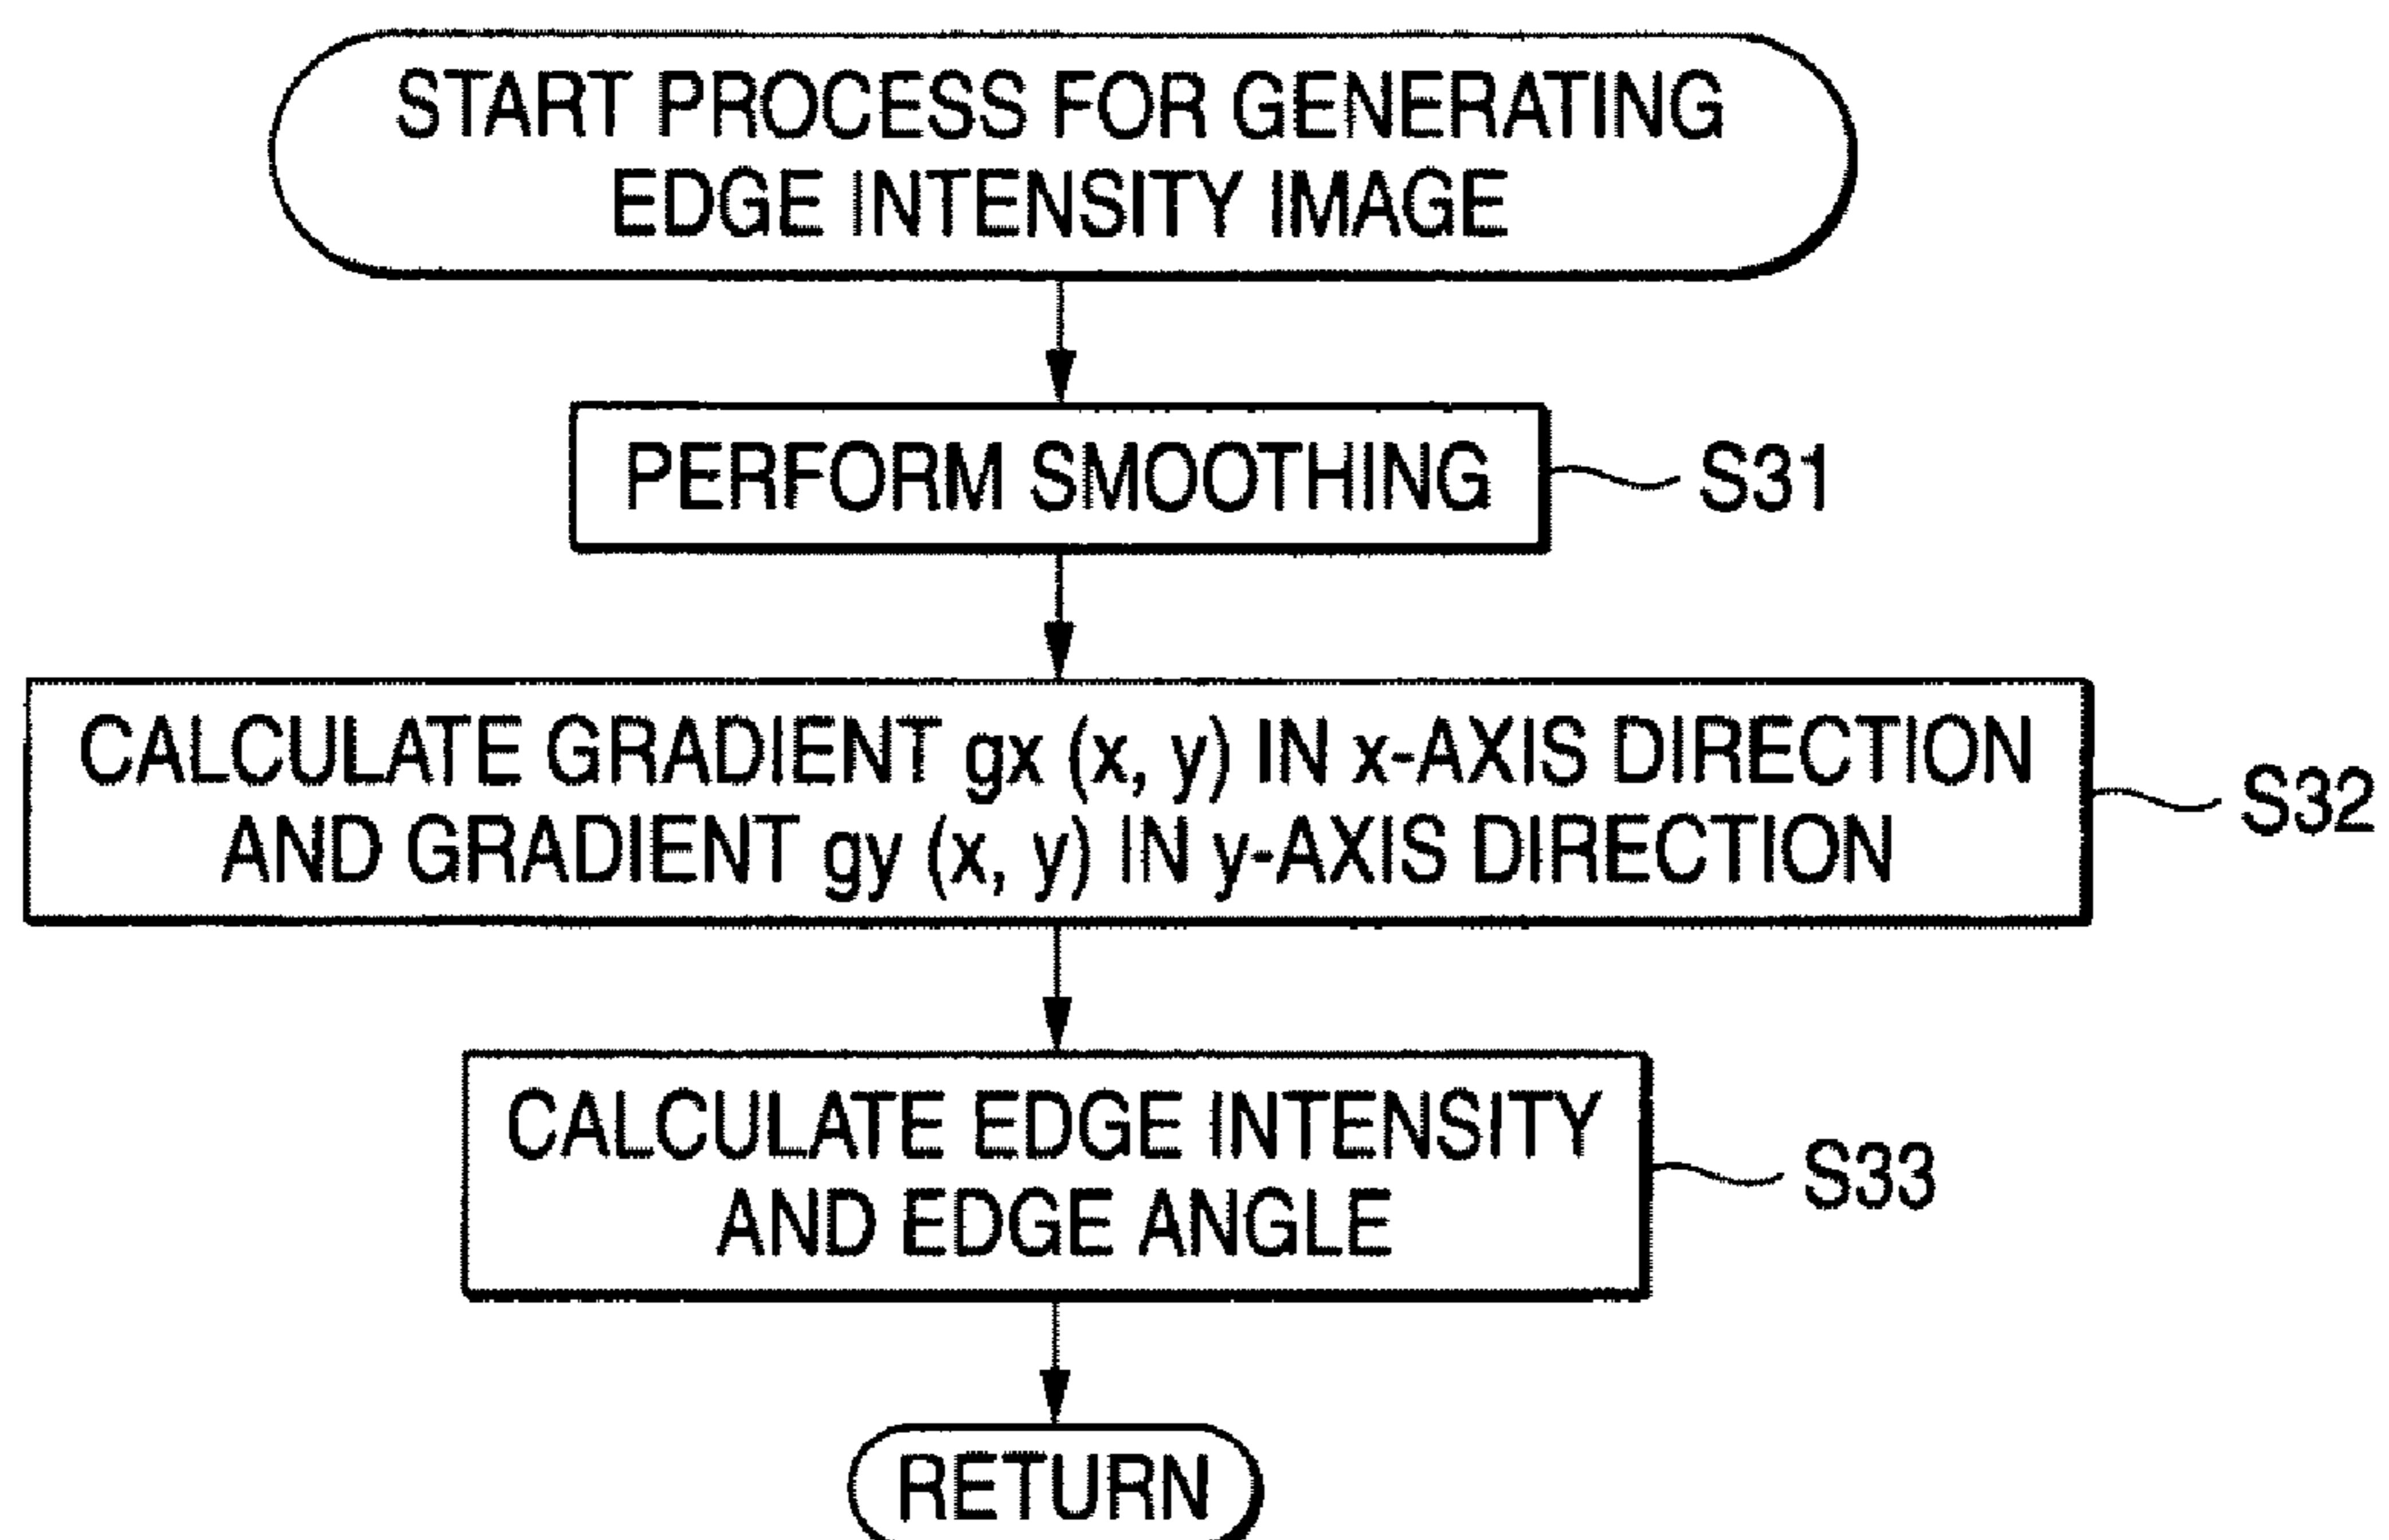 START PROCESS FOR GENERATING
EDGE INTENSITY IMAGE
PERFORM SMOOTHING
S31
CALCULATE GRADIENT gx (x, y) IN x-AXIS DIRECTION
AND GRADIENT gy (x, y) IN y-AXIS DIRECTION
S32
CALCULATE EDGE INTENSITY
AND EDGE ANGLE
S33
RETURN